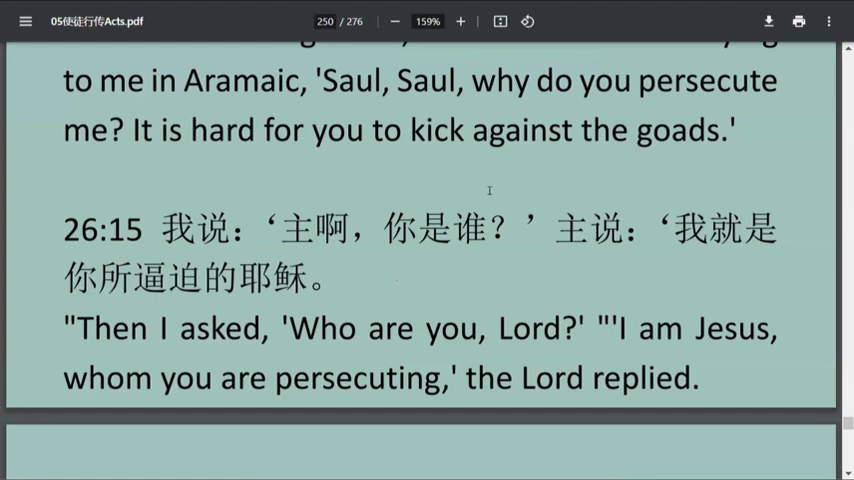 05使徒行传Acts.pdf
250 / 276
159%
to me in Aramaic, 'Saul, Saul, why do you persecute
me? It is hard for you to kick against the goads.'
26:15 我说：‘主啊，你是谁？’主说：‘我就是
你所逼迫的耶稣。
"Then I asked, 'Who are you, Lord?' "'I am Jesus,
whom you are persecuting,' the Lord replied.